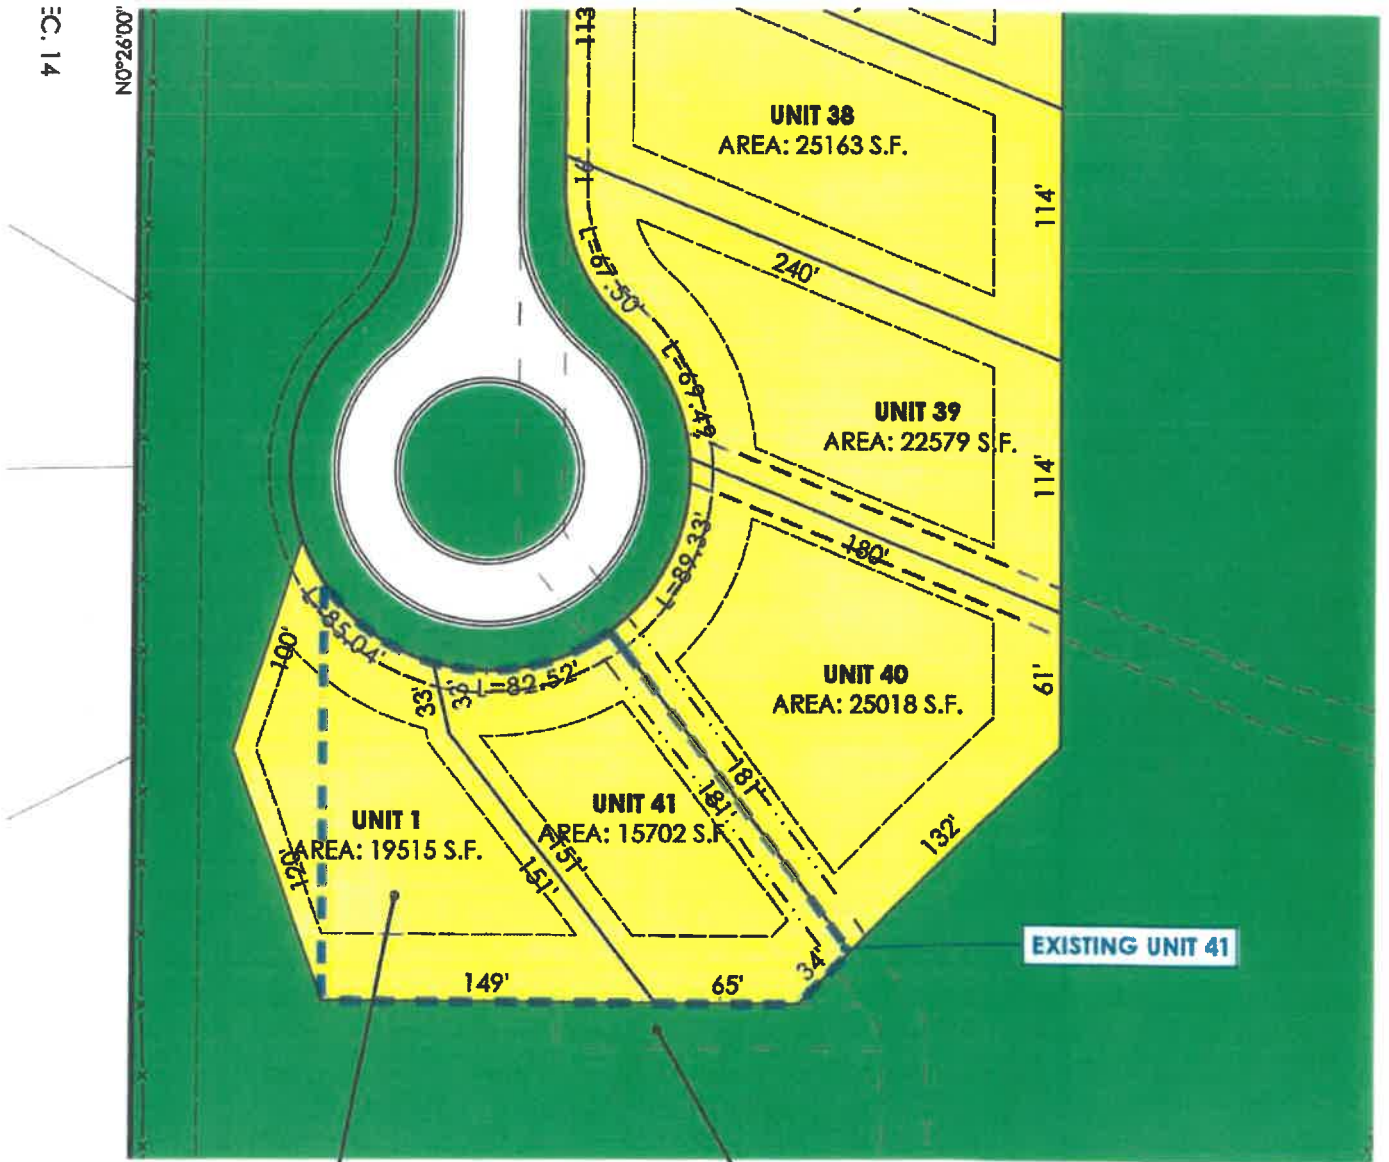 EC. 14
N0°26'00"
113
UNIT 38
AREA: 25163 S.F.
114'
16
L=67.50'
240'
L=69.49'
UNIT 39
AREA: 22579 S.F.
114'
L=89.33'
180'
UNIT 40
AREA: 25018 S.F.
61'
L=85.04'
100'
33'
33'
L=82.52'
181'
181'
132'
UNIT 41
AREA: 15702 S.F.
UNIT 1
AREA: 19515 S.F.
120'
151'
151'
34'
149'
65'
EXISTING UNIT 41